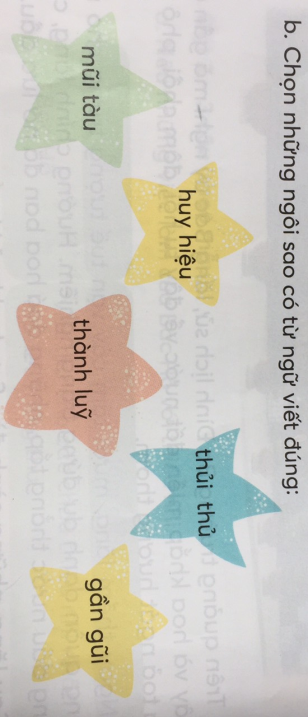 b. Chọn những ngôi sao có từ ngữ viết đúng:
mũi tàu
huy hiệu
thành luỹ
thủi thủ
gần gũi